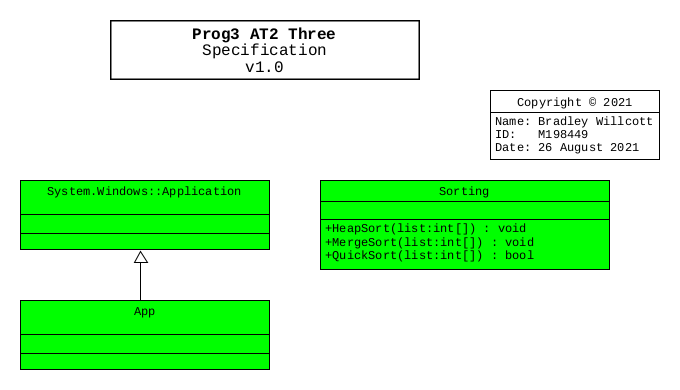 Prog3 AT2 Three
Specification
v1.0
Copyright © 2021
Name: Bradley Willcott
ID:   M198449
Date: 26 August 2021
System.Windows::Application
Sorting
+HeapSort(list:int[]) : void
+MergeSort(list:int[]) : void
+QuickSort(list:int[]) : bool
App